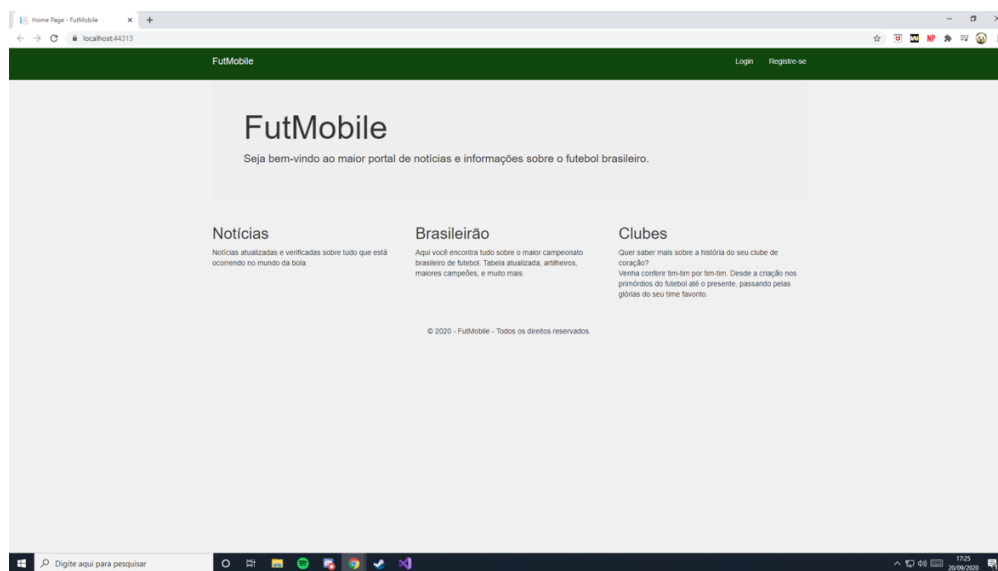 Home Page - FutMobile
localhost:44313
NP
FutMobile
Login Registre-se
FutMobile
Seja bem-vindo ao maior portal de notícias e informações sobre o futebol brasileiro.
Notícias
Notícias atualizadas e verificadas sobre tudo que está
ocorrendo no mundo da bola.
Brasileirão
Aqui você encontra tudo sobre o maior campeonato
brasileiro de futebol. Tabela atualizada, artilheiros,
maiores campeões, e muito mais
Clubes
Quer saber mais sobre a história do seu clube de
coração?
Venha conferir tim-tim por tim-tim. Desde a criação nos
primórdios do futebol até o presente, passando pelas
glórias do seu time favorito.
© 2020 - FutMobile - Todos os direitos reservados.
Digite aqui para pesquisar
17:25
20/09/2020